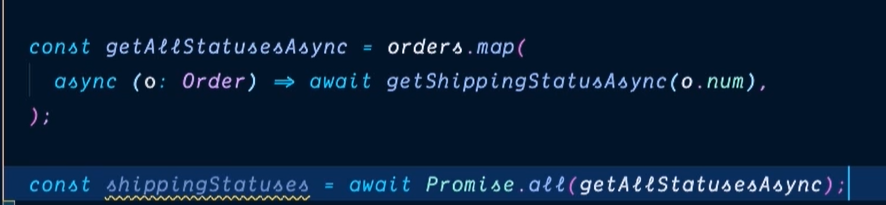 const getAllStatusesAsync = orders.map(
async (o: Order) => await getShippingStatusAsync(o.num),
);
const shippingStatuses = await Promise.all(getAllStatusesAsync);